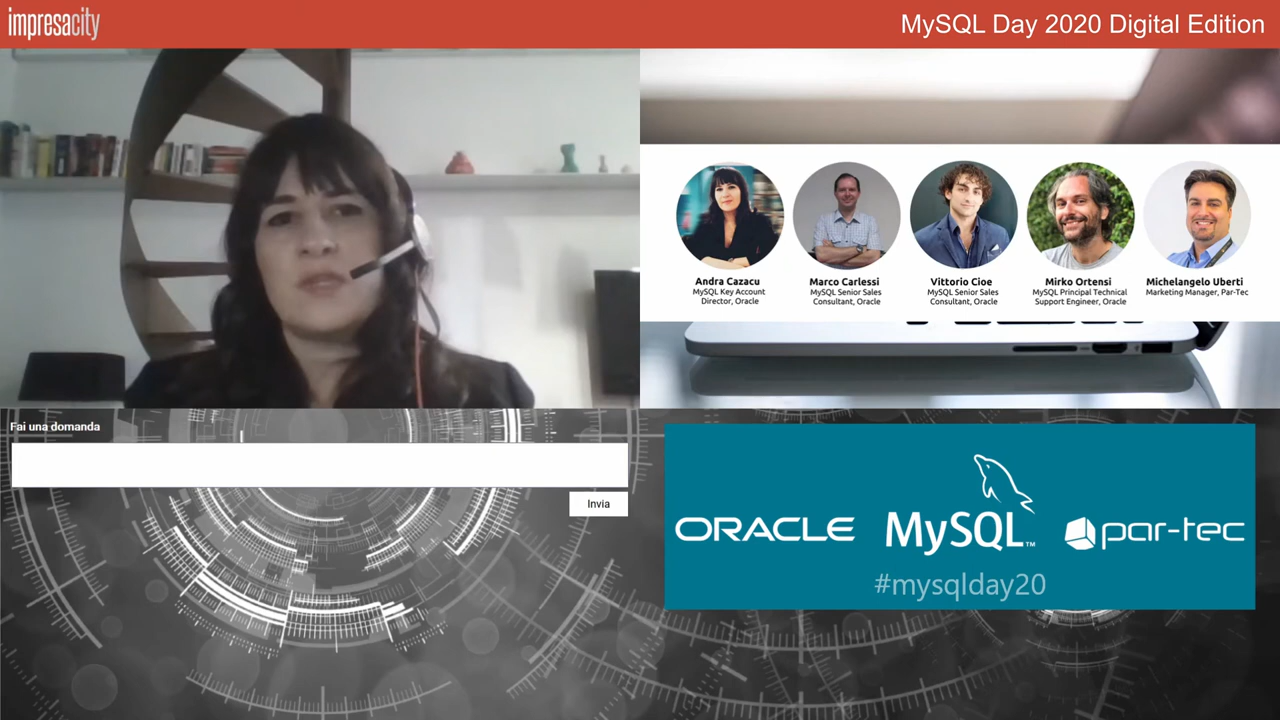 impresacity
MySQL Day 2020 Digital Edition
Andra Cazacu
MySQL Key Account
Director, Oracle
Marco Carlessi
MySQL Senior Sales
Consultant, Oracle
Vittorio Cioe
MySQL Senior Sales
Consultant, Oracle
Mirko Ortensi
MySQL Principal Technical
Support Engineer, Oracle
Michelangelo Uberti
Marketing Manager, Par-Tec
Fai una domanda
Invia
ORACLE
MySQL™
par-tec
#mysqlday20